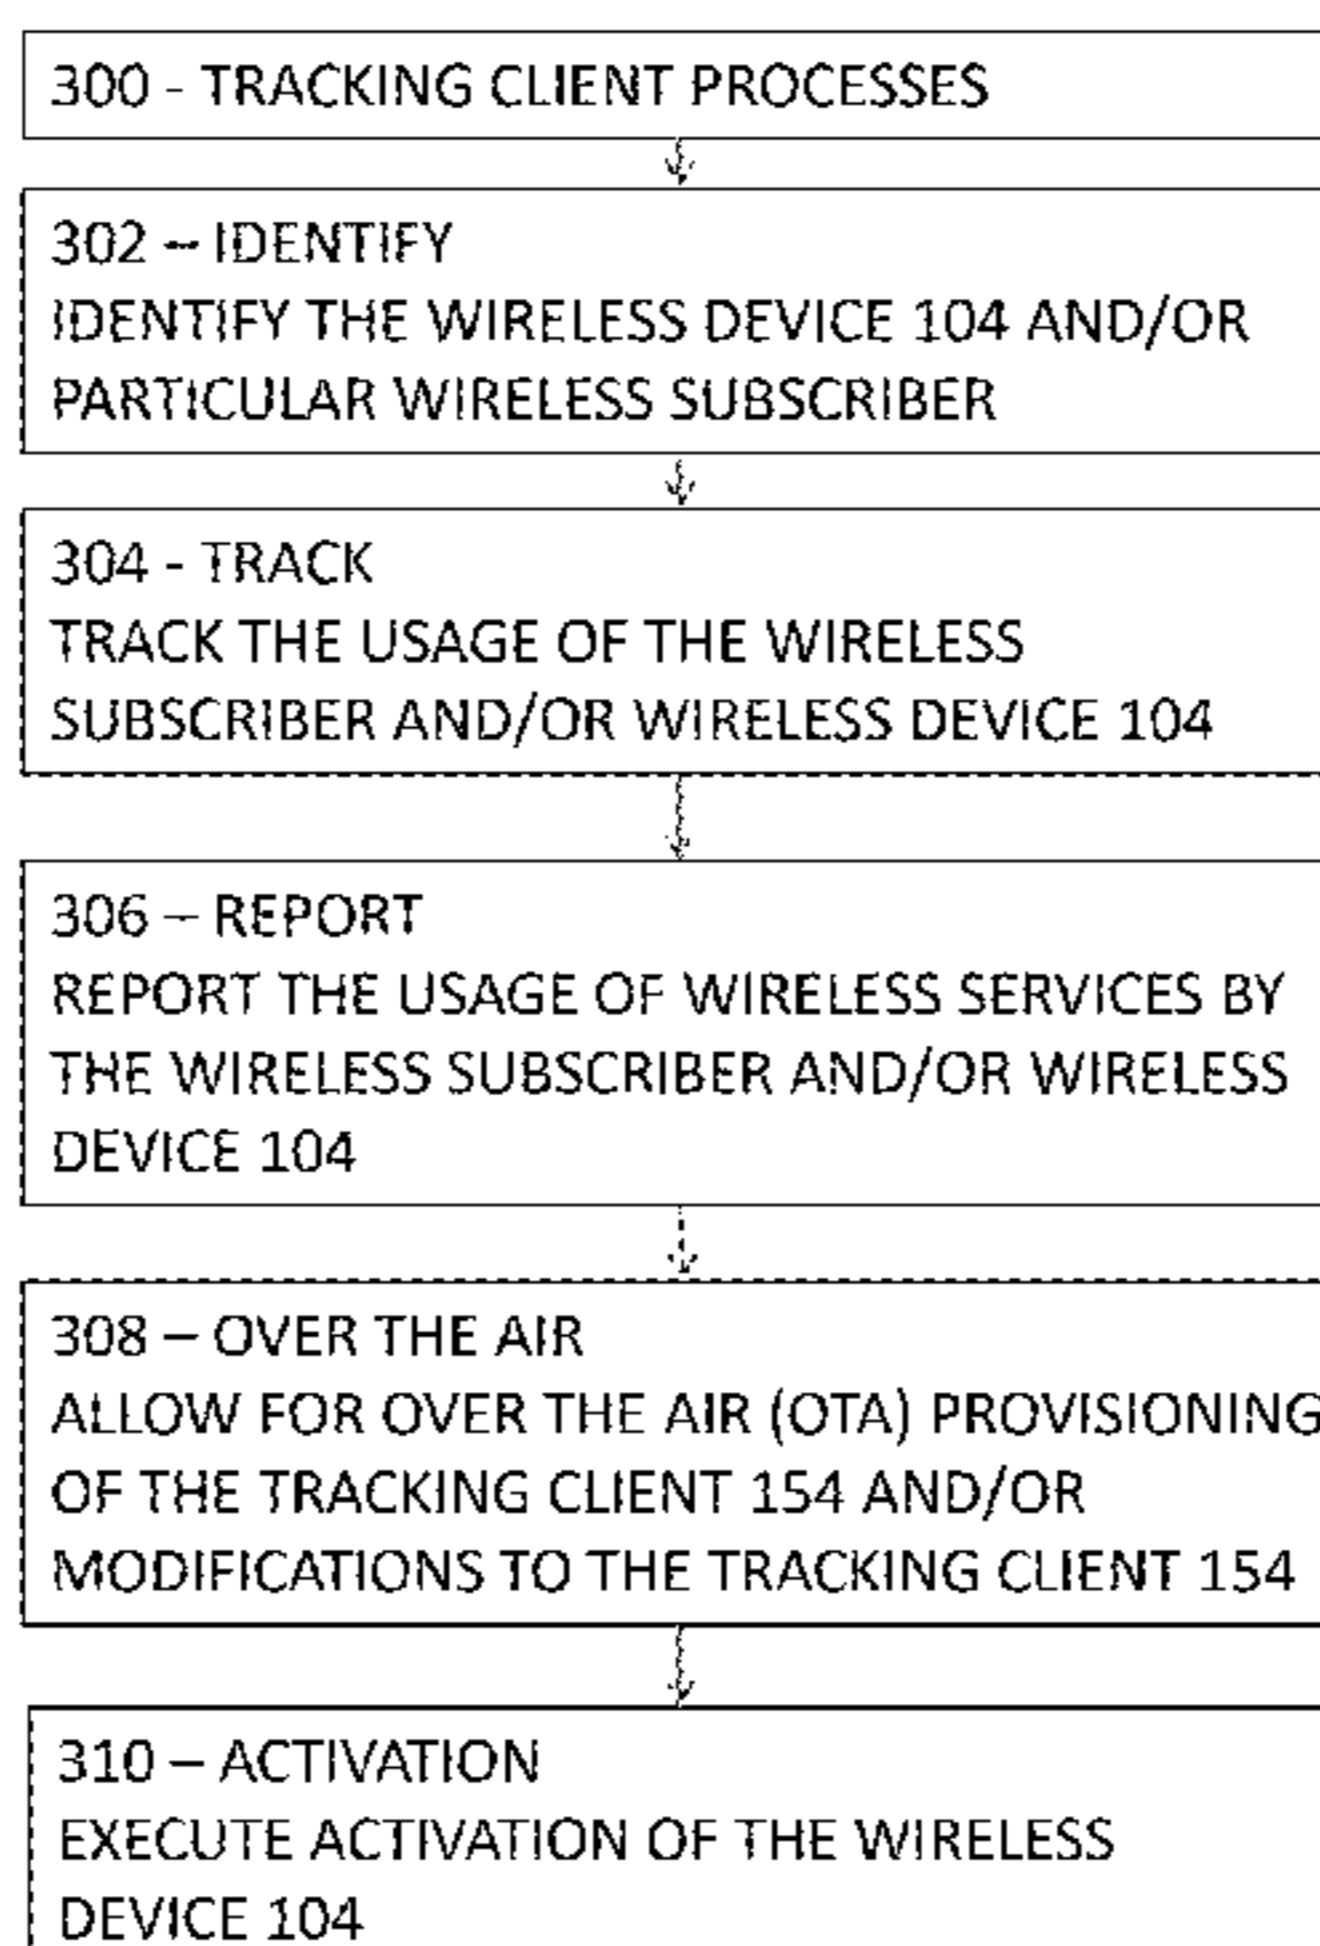 300 - TRACKING CLIENT PROCESSES
302 – IDENTIFY
IDENTIFY THE WIRELESS DEVICE 104 AND/OR
PARTICULAR WIRELESS SUBSCRIBER
304 - TRACK
TRACK THE USAGE OF THE WIRELESS
SUBSCRIBER AND/OR WIRELESS DEVICE 104
306 – REPORT
REPORT THE USAGE OF WIRELESS SERVICES BY
THE WIRELESS SUBSCRIBER AND/OR WIRELESS
DEVICE 104
308 – OVER THE AIR
ALLOW FOR OVER THE AIR (OTA) PROVISIONING
OF THE TRACKING CLIENT 154 AND/OR
MODIFICATIONS TO THE TRACKING CLIENT 154
310 – ACTIVATION
EXECUTE ACTIVATION OF THE WIRELESS
DEVICE 104